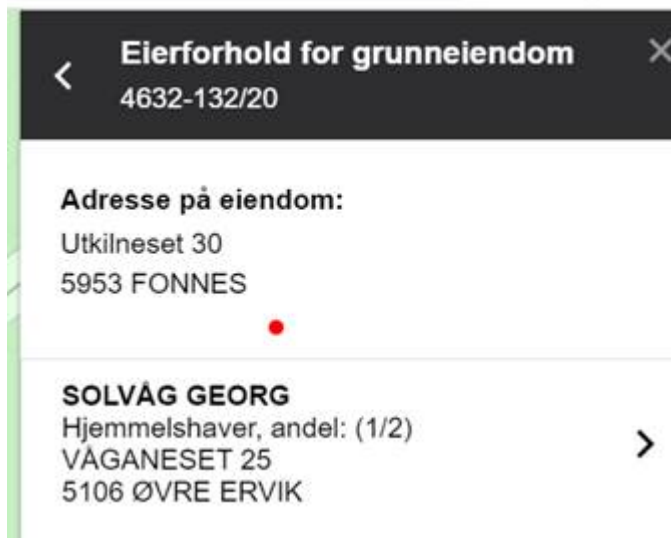 Eierforhold for grunneiendom
4632-132/20
Adresse på eiendom:
Utkilneset 30
5953 FONNES
SOLVÅG GEORG
Hjemmelshaver, andel: (1/2)
VÅGANESET 25
5106 ØVRE ERVIK